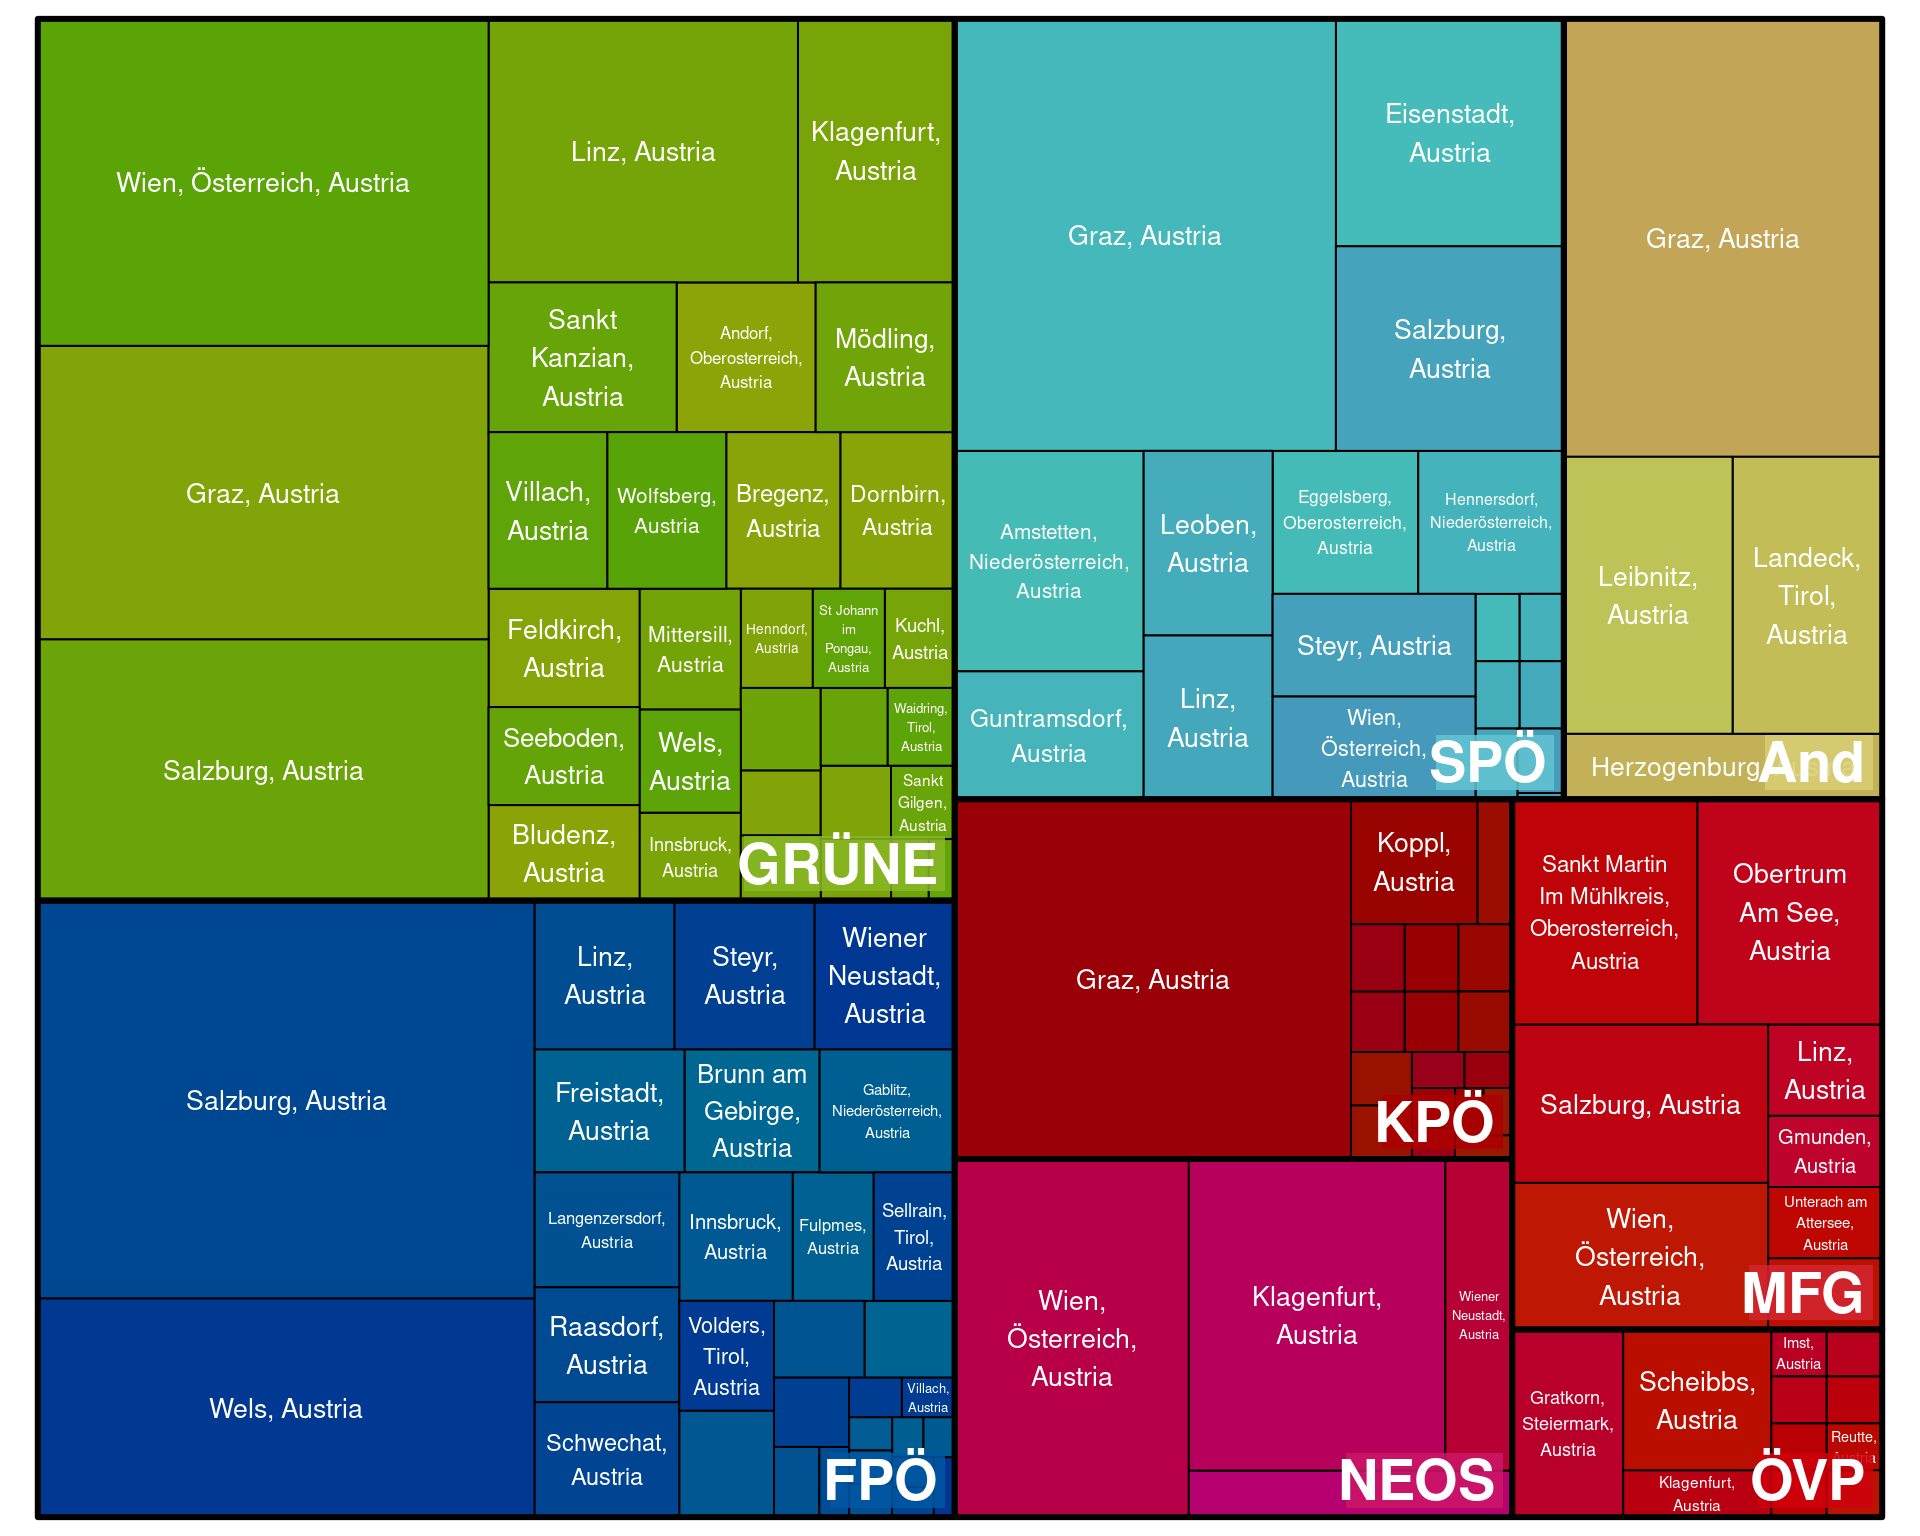 Wien, Österreich, Austria
Graz, Austria
Salzburg, Austria
Linz, Austria
Klagenfurt,
Austria
Sankt
Kanzian,
Austria
Andorf,
Oberosterreich,
Austria
Mödling,
Austria
Villach,
Austria
Wolfsberg,
Austria
Bregenz,
Austria
Dornbirn,
Austria
Feldkirch,
Austria
Mittersill,
Austria
Henndorf,
Austria
St Johann
im
Pongau,
Austria
Kuchl,
Austria
Seeboden,
Austria
Wels,
Austria
Waidring,
Tirol,
Austria
Sankt
Gilgen,
Austria
Bludenz,
Austria
Innsbruck,
Austria
GRÜNE
Salzburg, Austria
Wels, Austria
Linz,
Austria
Steyr,
Austria
Wiener
Neustadt,
Austria
Freistadt,
Austria
Brunn am
Gebirge,
Austria
Gablitz,
Niederösterreich,
Austria
Langenzersdorf,
Austria
Innsbruck,
Austria
Fulpmes,
Austria
Sellrain,
Tirol,
Austria
Raasdorf,
Austria
Volders,
Tirol,
Austria
Villach,
Austria
Schwechat,
Austria
FPÖ
Graz, Austria
Eisenstadt,
Austria
Salzburg,
Austria
Amstetten,
Niederösterreich,
Austria
Leoben,
Austria
Eggelsberg,
Oberosterreich,
Austria
Hennersdorf,
Niederösterreich,
Austria
Steyr, Austria
Guntramsdorf,
Austria
Linz,
Austria
Wien,
Österreich,
Austria
SPÖ
Graz, Austria
Leibnitz,
Austria
Landeck,
Tirol,
Austria
Herzogenburg
And
Graz, Austria
Koppl,
Austria
KPÖ
Wien,
Österreich,
Austria
Klagenfurt,
Austria
Wiener
Neustadt,
Austria
NEOS
Sankt Martin
Im Mühlkreis,
Oberosterreich,
Austria
Obertrum
Am See,
Austria
Salzburg, Austria
Linz,
Austria
Gmunden,
Austria
Wien,
Österreich,
Austria
Unterach am
Attersee,
Austria
MFG
Gratkorn,
Steiermark,
Austria
Scheibbs,
Austria
Imst,
Austria
Reutte,
Klagenfurt,
Austria
ÖVP